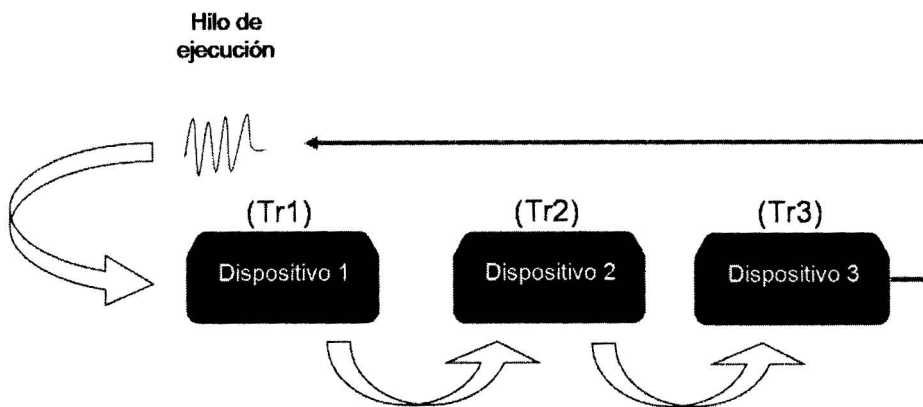 Hilo de
ejecución
(Tr1)
(Tr2)
(Tr3)
Dispositivo 1
Dispositivo 2
Dispositivo 3